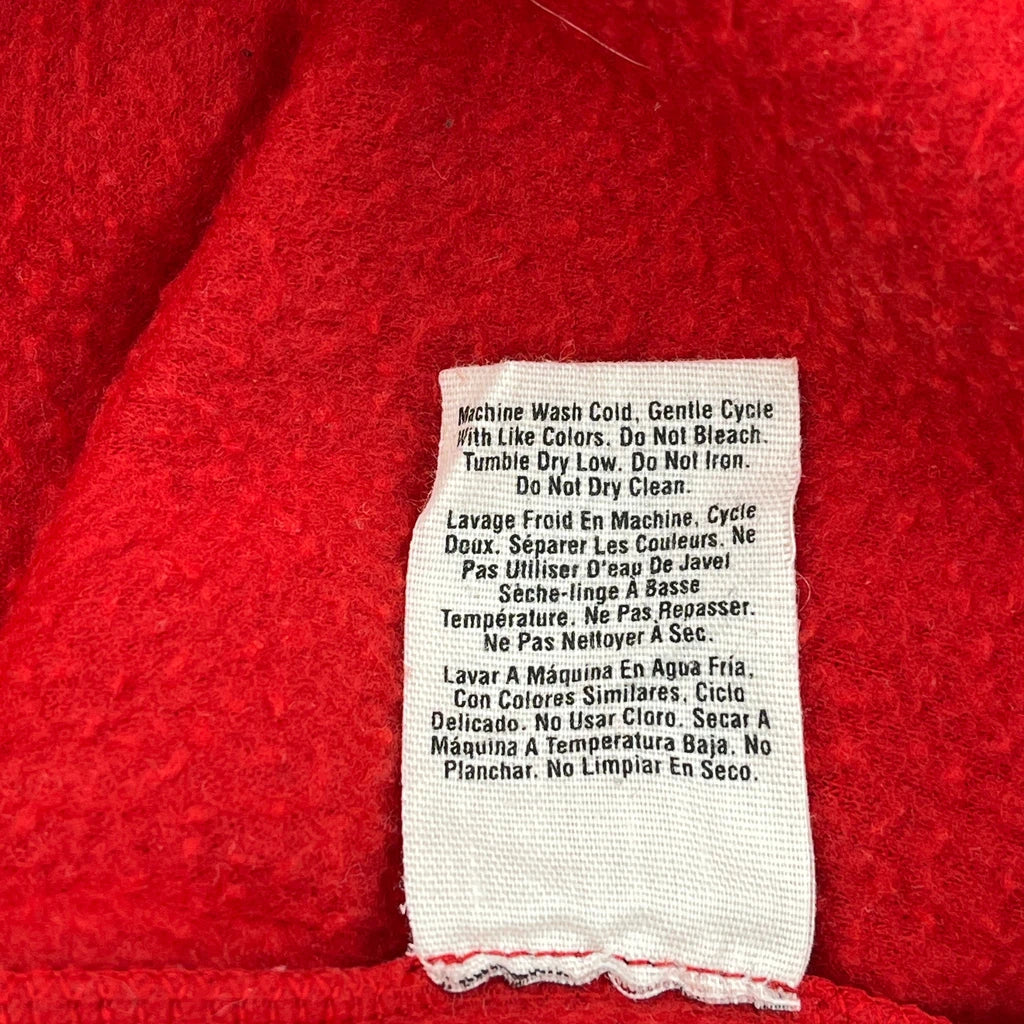 Machine Wash Cold, Gentle Cycle
With Like Colors. Do Not Bleach.
Tumble Dry Low. Do Not Iron.
Do Not Dry Clean.
Lavage Froid En Machine, Cycle
Doux. Séparer Les Couleurs. Ne
Pas Utiliser D'eau De Javel
Sèche-linge À Basse
Température. Ne Pas Repasser.
Ne Pas Nettoyer À Sec.
Lavar A Máquina En Agua Fría,
Con Colores Similares, Ciclo
Delicado. No Usar Cloro. Secar A
Máquina A Temperatura Baja. No
Planchar. No Limpiar En Seco.